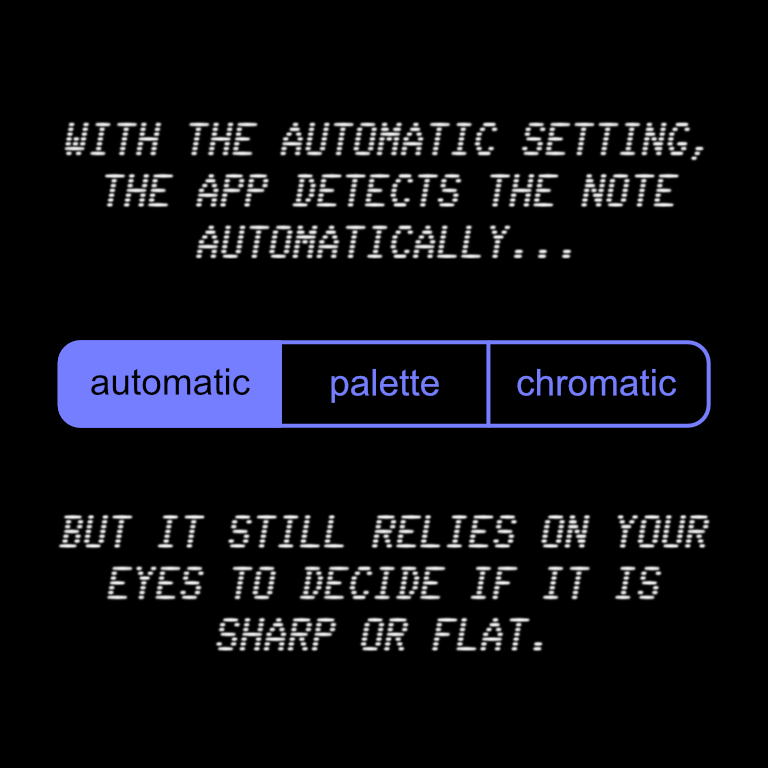 WITH THE AUTOMATIC SETTING,
THE APP DETECTS THE NOTE
AUTOMATICALLY...
automatic palette chromatic
BUT IT STILL RELIES ON YOUR
EYES TO DECIDE IF IT IS
SHARP OR FLAT.